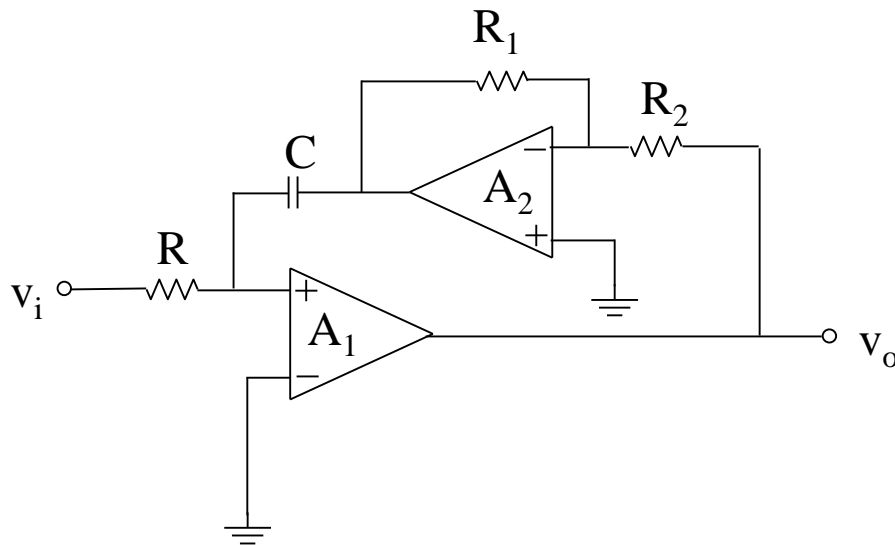 R₁
R₂
C
−
A₂
+
R
vᵢ
+
A₁
−
vₒ